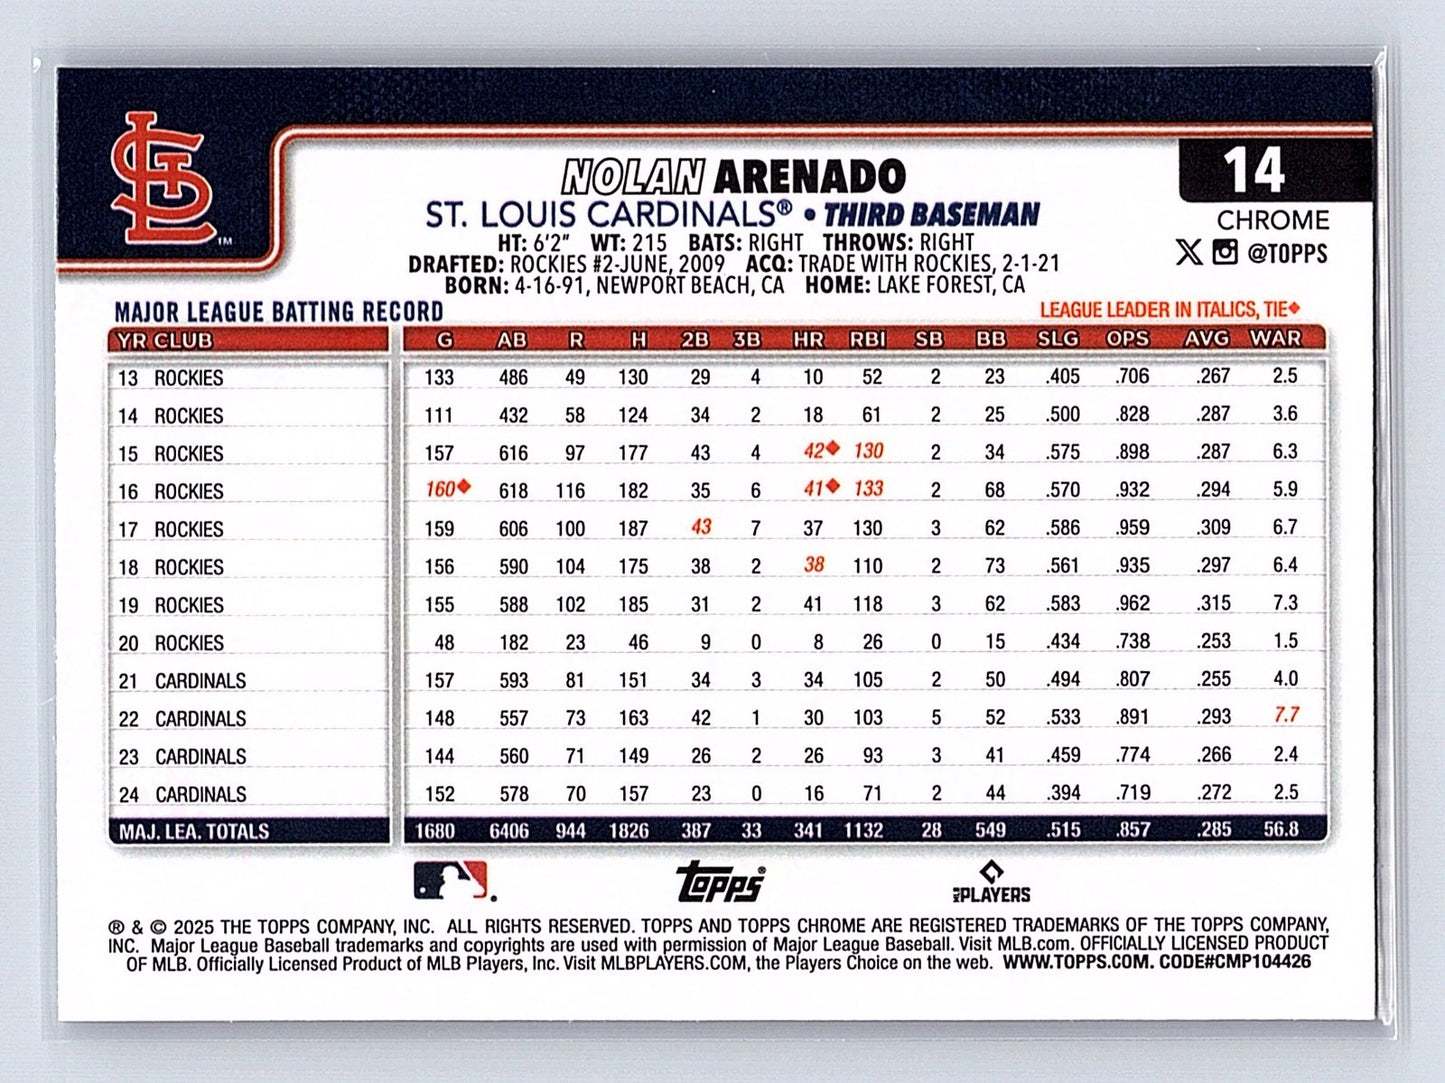 STL ™
NOLAN ARENADO
14
ST. LOUIS CARDINALS® • THIRD BASEMAN
CHROME
HT: 6'2" WT: 215 BATS: RIGHT THROWS: RIGHT
@TOPPS
DRAFTED: ROCKIES #2-JUNE, 2009 ACQ: TRADE WITH ROCKIES, 2-1-21
BORN: 4-16-91, NEWPORT BEACH, CA HOME: LAKE FOREST, CA
MAJOR LEAGUE BATTING RECORD LEAGUE LEADER IN ITALICS, TIE◆
YR CLUB G AB R H 2B 3B HR RBI SB BB SLG OPS AVG WAR
13 ROCKIES 133 486 49 130 29 4 10 52 2 23 .405 .706 .267 2.5
14 ROCKIES 111 432 58 124 34 2 18 61 2 25 .500 .828 .287 3.6
15 ROCKIES 157 616 97 177 43 4 42◆ 130 2 34 .575 .898 .287 6.3
16 ROCKIES 160◆ 618 116 182 35 6 41◆ 133 2 68 .570 .932 .294 5.9
17 ROCKIES 159 606 100 187 43 7 37 130 3 62 .586 .959 .309 6.7
18 ROCKIES 156 590 104 175 38 2 38 110 2 73 .561 .935 .297 6.4
19 ROCKIES 155 588 102 185 31 2 41 118 3 62 .583 .962 .315 7.3
20 ROCKIES 48 182 23 46 9 0 8 26 0 15 .434 .738 .253 1.5
21 CARDINALS 157 593 81 151 34 3 34 105 2 50 .494 .807 .255 4.0
22 CARDINALS 148 557 73 163 42 1 30 103 5 52 .533 .891 .293 7.7
23 CARDINALS 144 560 71 149 26 2 26 93 3 41 .459 .774 .266 2.4
24 CARDINALS 152 578 70 157 23 0 16 71 2 44 .394 .719 .272 2.5
MAJ. LEA. TOTALS 1680 6406 944 1826 387 33 341 1132 28 549 .515 .857 .285 56.8
topps® MLB PLAYERS
® & © 2025 THE TOPPS COMPANY, INC. ALL RIGHTS RESERVED. TOPPS AND TOPPS CHROME ARE REGISTERED TRADEMARKS OF THE TOPPS COMPANY,
INC. Major League Baseball trademarks and copyrights are used with permission of Major League Baseball. Visit MLB.com. OFFICIALLY LICENSED PRODUCT
OF MLB. Officially Licensed Product of MLB Players, Inc. Visit MLBPLAYERS.COM, the Players Choice on the web. WWW.TOPPS.COM. CODE#CMP104426